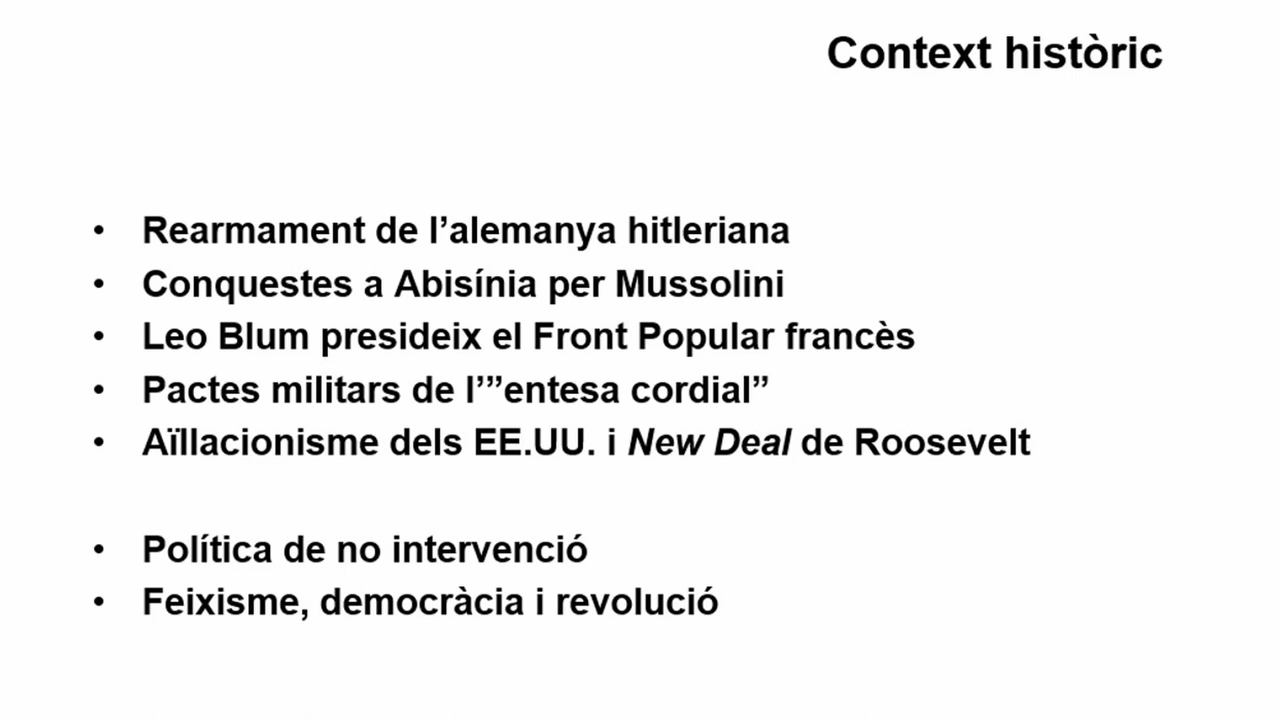 Context històric
• Rearmament de l’alemanya hitleriana
• Conquestes a Abisínia per Mussolini
• Leo Blum presideix el Front Popular francès
• Pactes militars de l’”entesa cordial”
• Aïllacionisme dels EE.UU. i New Deal de Roosevelt
• Política de no intervenció
• Feixisme, democràcia i revolució